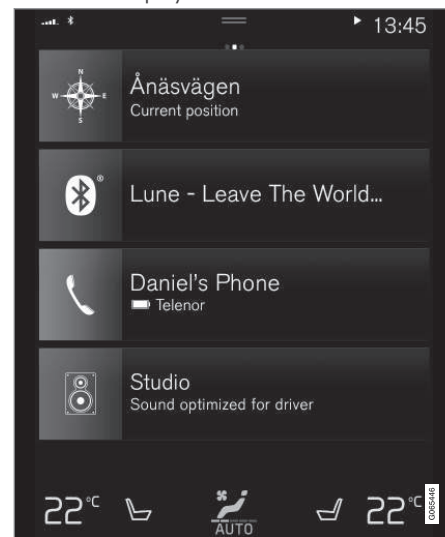 13:45
N
W E
S
Ånäsvägen
Current position
®
Lune - Leave The World...
Daniel's Phone
Telenor
Studio
Sound optimized for driver
22°C
AUTO
22°C
G065446